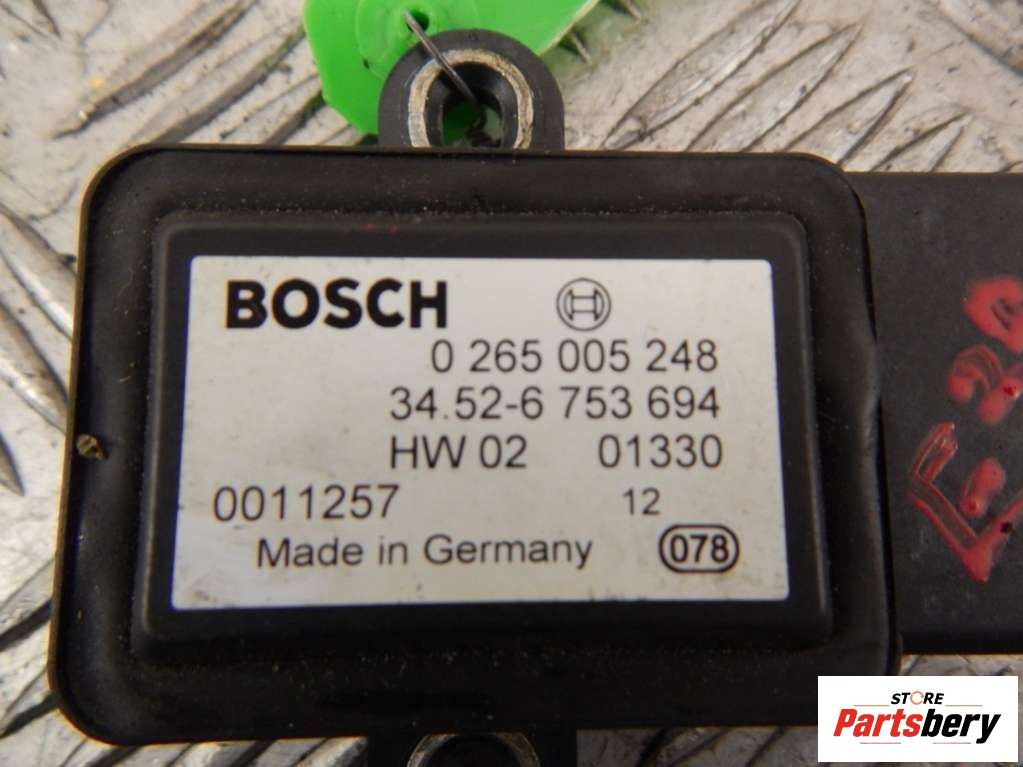 BOSCH
0 265 005 248
34.52-6 753 694
HW 02 01330
0011257 12
Made in Germany 078
STORE
Partsbery